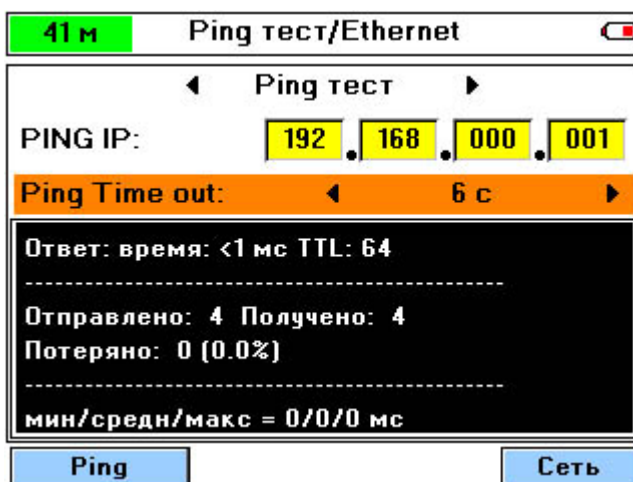 41 м Ping тест/Ethernet
Ping тест
PING IP: 192.168.000.001
Ping Time out: 6 с
Ответ: время: <1 мс TTL: 64
--------------------------------------------------
Отправлено: 4 Получено: 4
Потеряно: 0 (0.0%)
--------------------------------------------------
мин/средн/макс = 0/0/0 мс
Ping Сеть